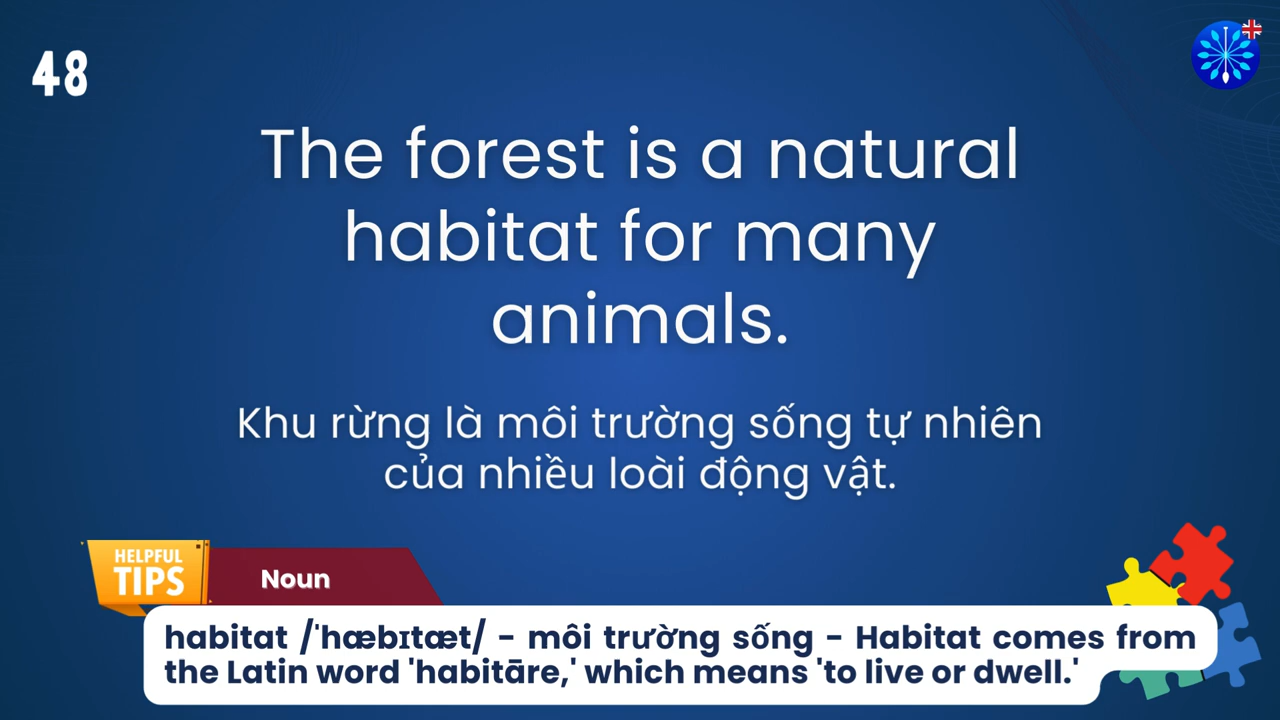 48
The forest is a natural
habitat for many
animals.
Khu rừng là môi trường sống tự nhiên
của nhiều loài động vật.
HELPFUL
TIPS
Noun
habitat /ˈhæbɪtæt/ - môi trường sống - Habitat comes from
the Latin word 'habitāre,' which means 'to live or dwell.'